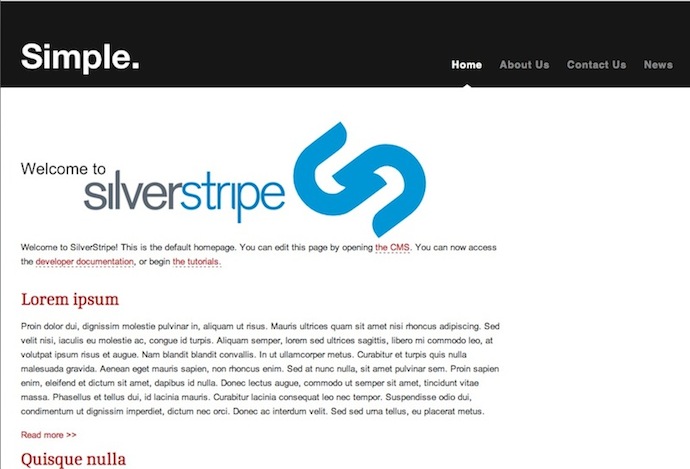 Simple.
Home About Us Contact Us News
Welcome to
silverstripe
Welcome to SilverStripe! This is the default homepage. You can edit this page by opening the CMS. You can now access
the developer documentation, or begin the tutorials.
Lorem ipsum
Proin dolor dui, dignissim molestie pulvinar in, aliquam ut risus. Mauris ultrices quam sit amet nisi rhoncus adipiscing. Sed
velit nisi, iaculis eu molestie ac, congue id turpis. Aliquam semper, lorem sed ultrices sagittis, libero mi commodo leo, at
volutpat ipsum risus et augue. Nam blandit blandit convallis. In ut ullamcorper metus. Curabitur et turpis quis nulla
malesuada gravida. Aenean eget mauris sapien, non rhoncus enim. Sed at nunc nulla, sit amet pulvinar sem. Proin sapien
enim, eleifend et dictum sit amet, dapibus id nulla. Donec lectus augue, commodo ut semper sit amet, tincidunt vitae
massa. Phasellus et tellus dui, id lacinia mauris. Curabitur lacinia consequat leo nec tempor. Suspendisse odio dui,
condimentum ut dignissim imperdiet, dictum nec orci. Donec ac interdum velit. Sed sed urna tellus, eu placerat metus.
Read more >>
Quisque nulla